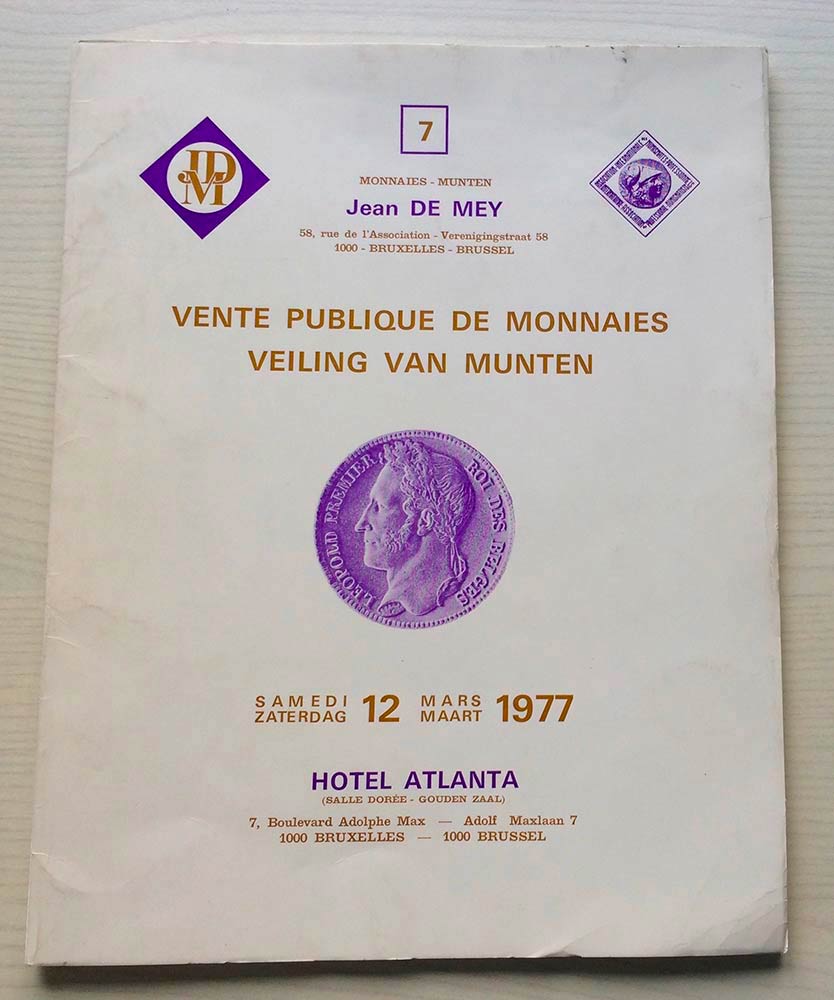 7
JDM
MONNAIES - MUNTEN
Jean DE MEY
58, rue de l'Association - Verenigingstraat 58
1000 - BRUXELLES - BRUSSEL
VENTE PUBLIQUE DE MONNAIES
VEILING VAN MUNTEN
LEOPOLD PREMIER ROI DES BELGES
SAMEDI 12 MARS 1977
ZATERDAG MAART
HOTEL ATLANTA
(SALLE DORÉE - GOUDEN ZAAL)
7, Boulevard Adolphe Max — Adolf Maxlaan 7
1000 BRUXELLES — 1000 BRUSSEL